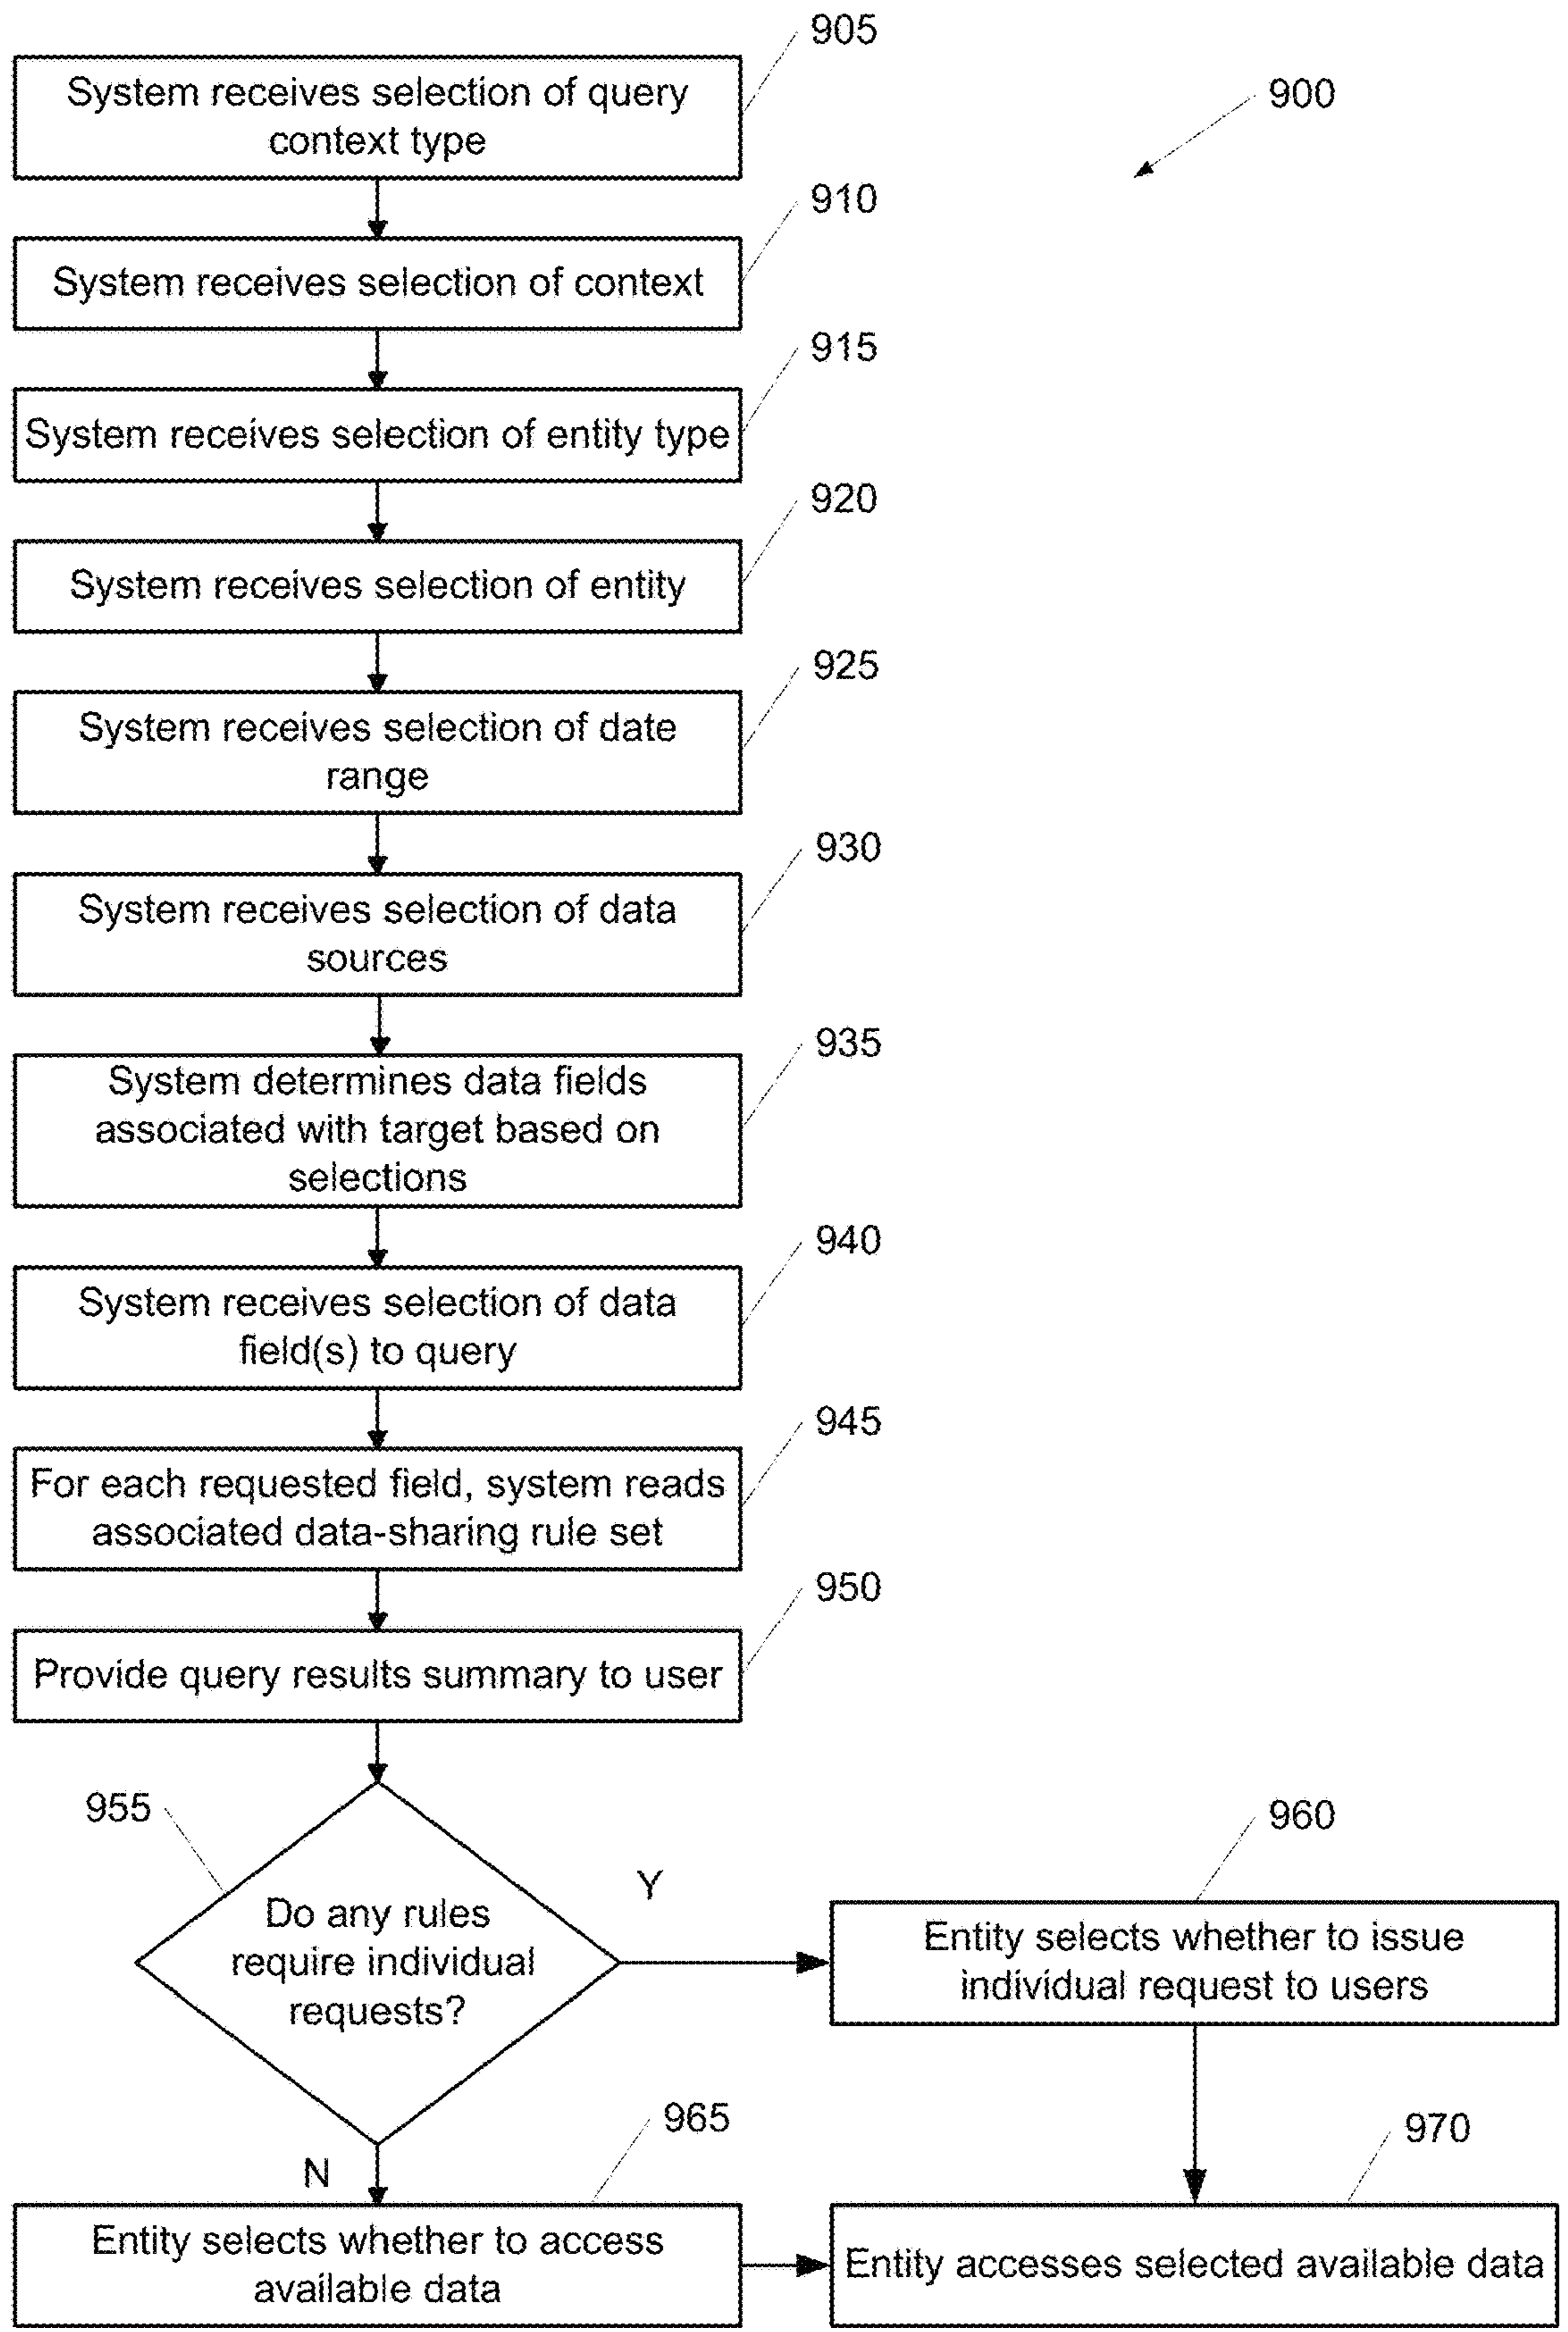 905
System receives selection of query
context type
900
910
System receives selection of context
915
System receives selection of entity type
920
System receives selection of entity
925
System receives selection of date
range
930
System receives selection of data
sources
935
System determines data fields
associated with target based on
selections
940
System receives selection of data
field(s) to query
945
For each requested field, system reads
associated data-sharing rule set
950
Provide query results summary to user
955
Do any rules
require individual
requests?
Y
960
Entity selects whether to issue
individual request to users
N
965
Entity selects whether to access
available data
970
Entity accesses selected available data